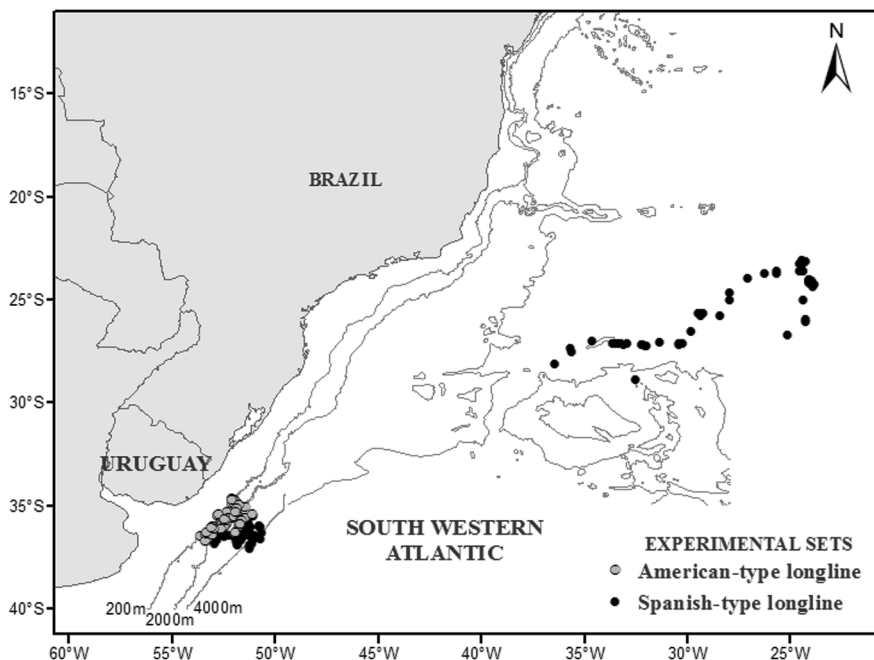 N
15°S
BRAZIL
20°S
25°S
30°S
URUGUAY
35°S
SOUTH WESTERN
ATLANTIC
EXPERIMENTAL SETS
American-type longline
Spanish-type longline
200m
2000m
4000m
40°S
60°W
55°W
50°W
45°W
40°W
35°W
30°W
25°W